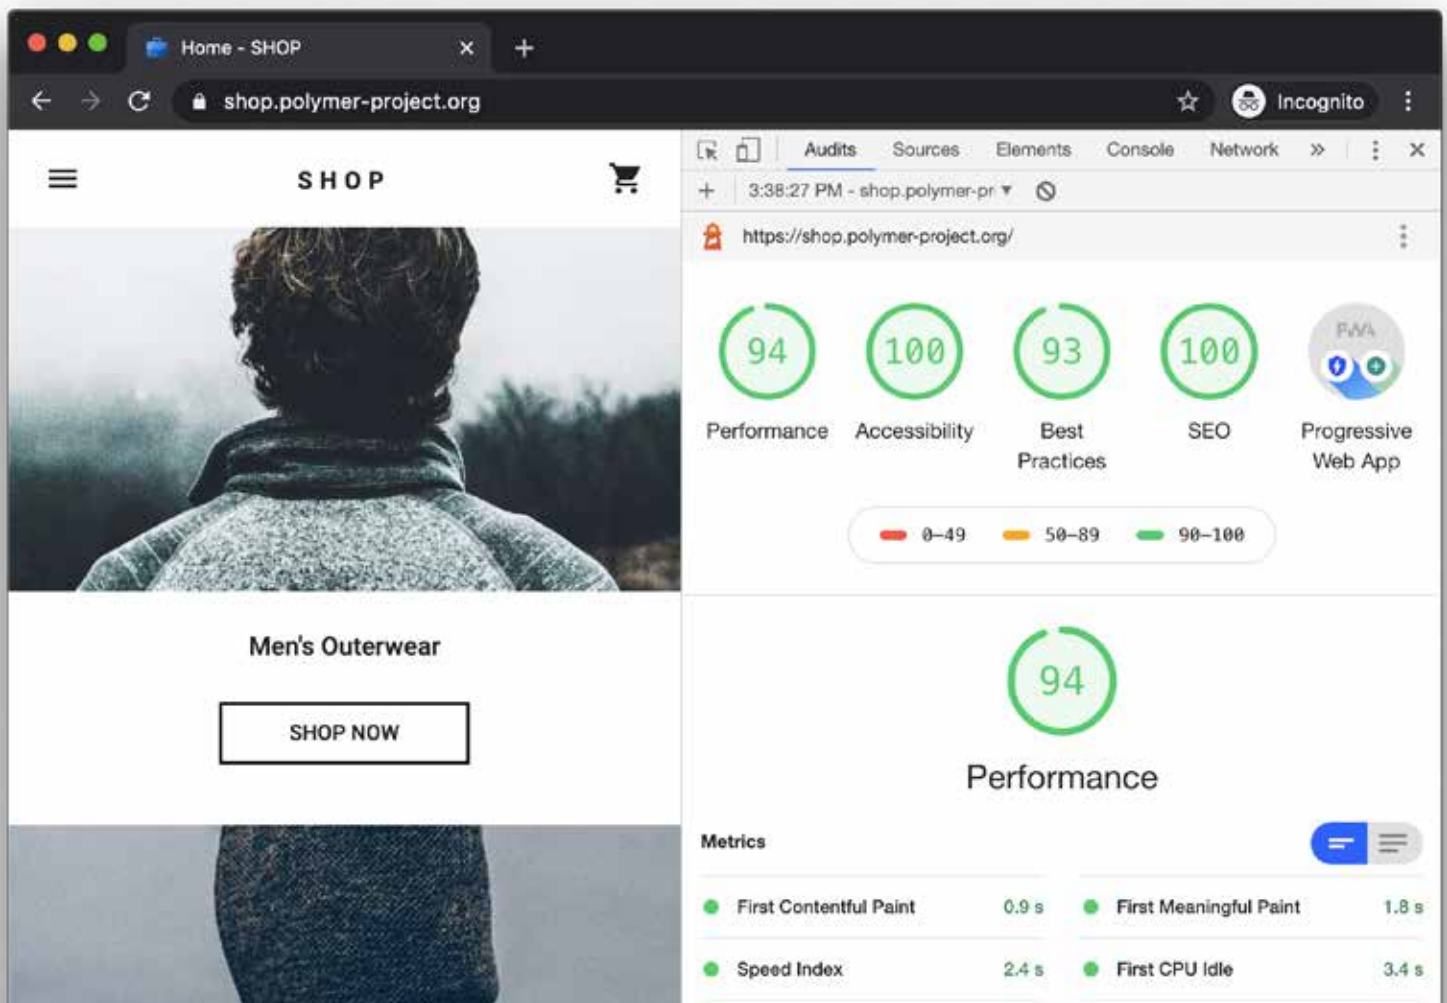 Home - SHOP
shop.polymer-project.org
Incognito
SHOP
Men's Outerwear
SHOP NOW
Audits Sources Elements Console Network »
3:38:27 PM - shop.polymer-pr
https://shop.polymer-project.org/
94 100 93 100 PWA
Performance Accessibility Best Practices SEO Progressive Web App
0–49 50–89 90–100
94
Performance
Metrics
First Contentful Paint 0.9 s First Meaningful Paint 1.8 s
Speed Index 2.4 s First CPU Idle 3.4 s